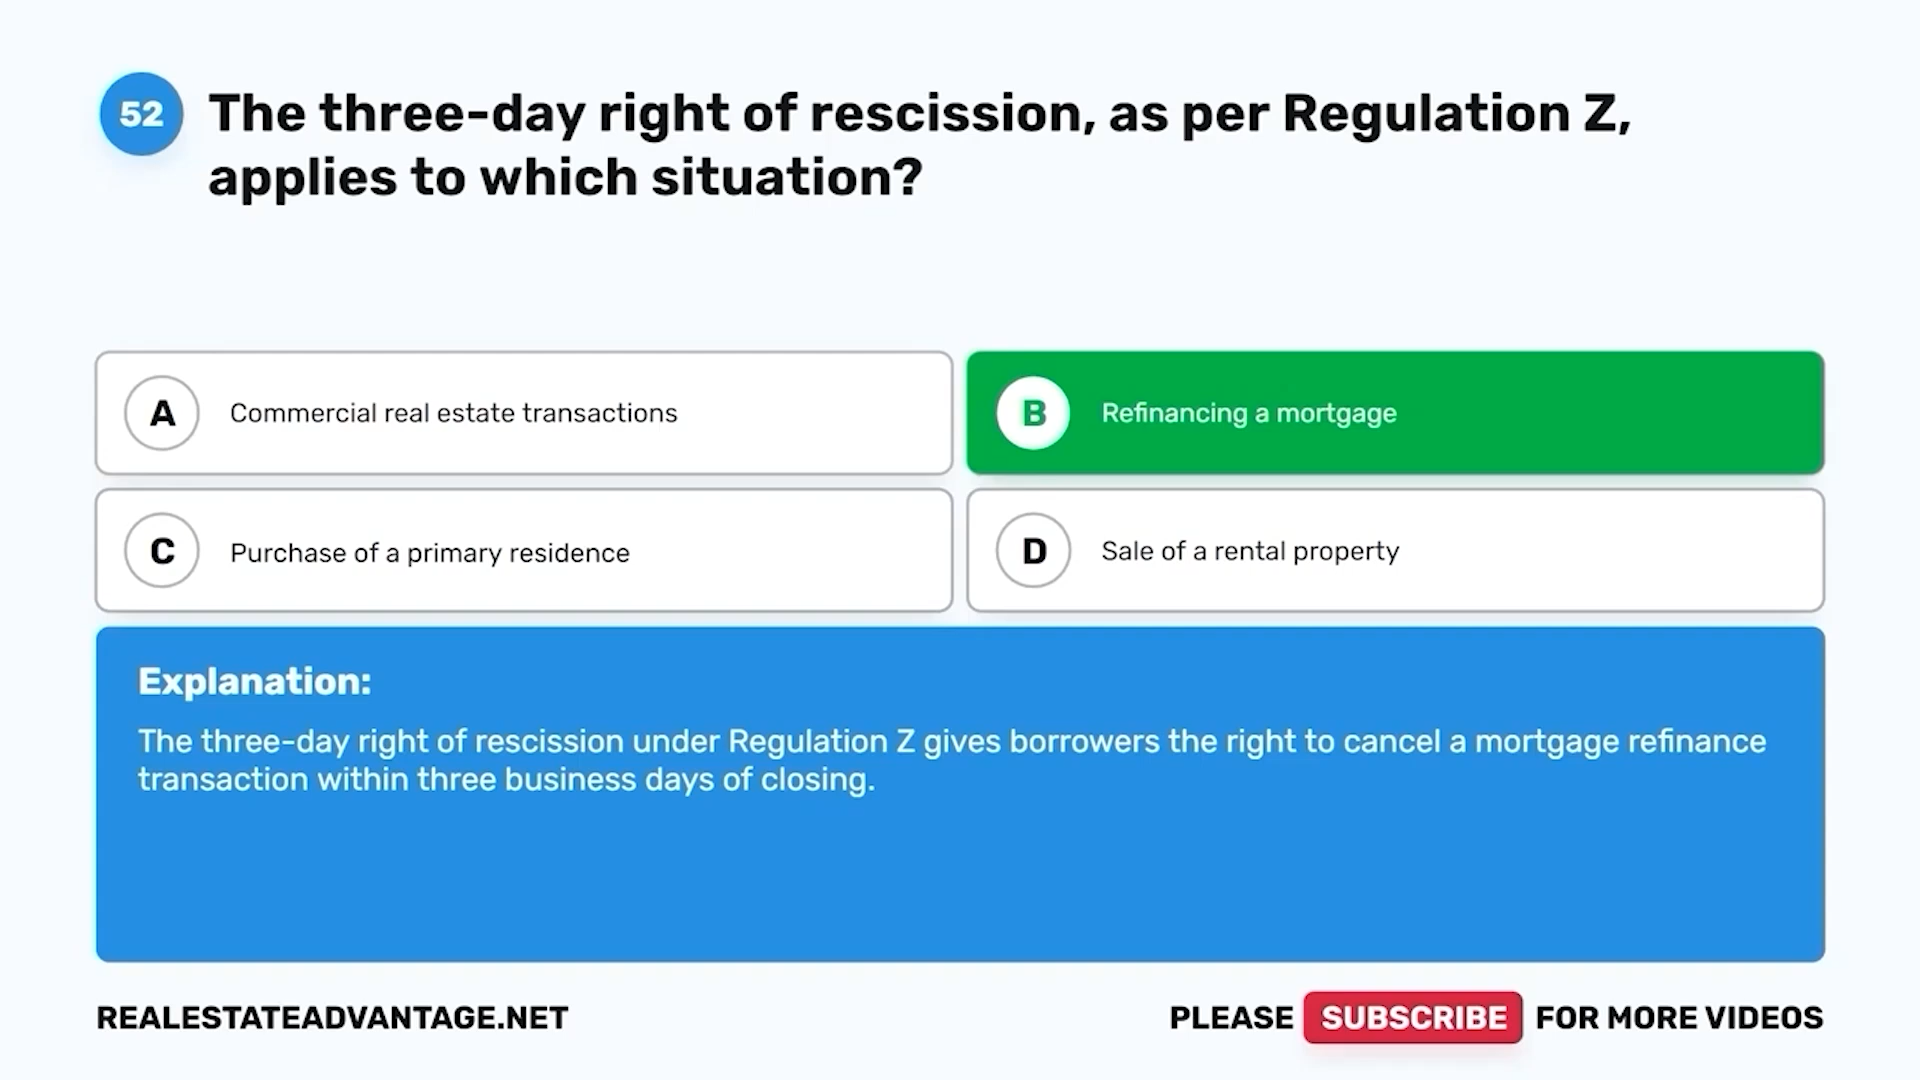 52
The three-day right of rescission, as per Regulation Z,
applies to which situation?
A Commercial real estate transactions
B Refinancing a mortgage
C Purchase of a primary residence
D Sale of a rental property
Explanation:
The three-day right of rescission under Regulation Z gives borrowers the right to cancel a mortgage refinance
transaction within three business days of closing.
REALESTATEADVANTAGE.NET
PLEASE SUBSCRIBE FOR MORE VIDEOS